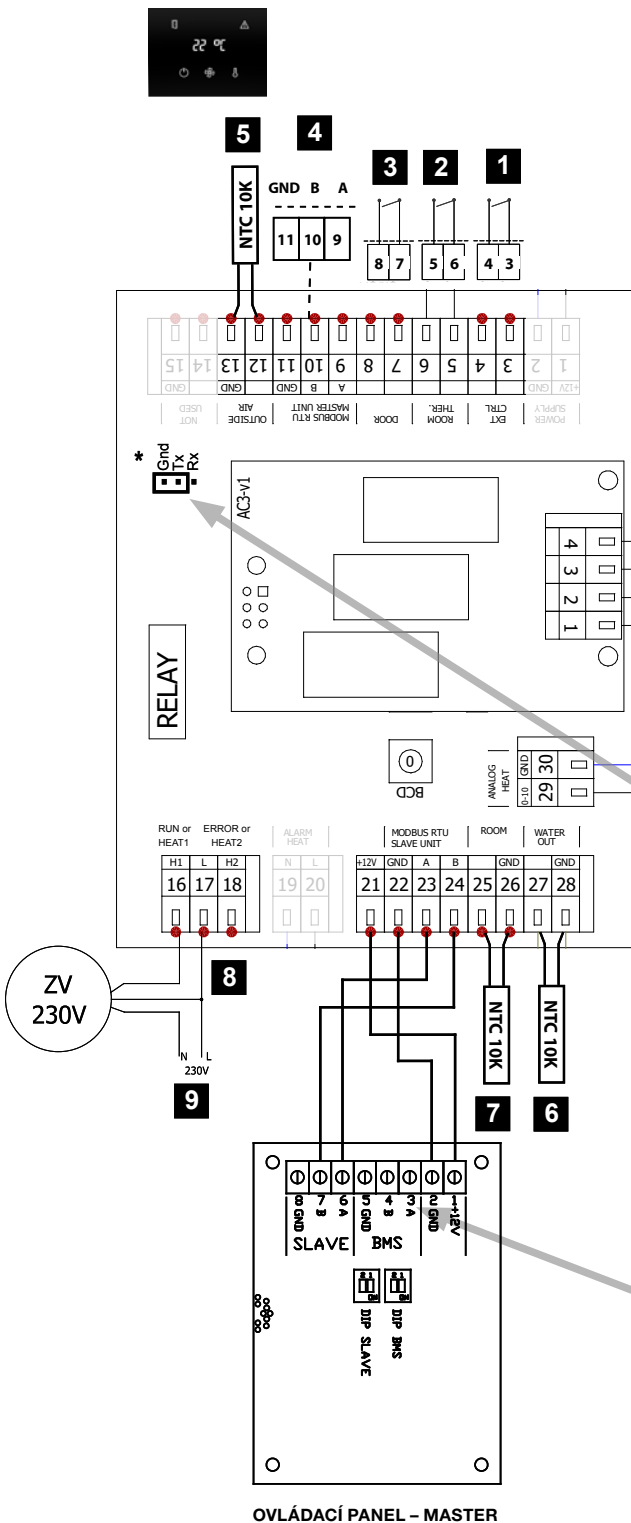 22 °C
5
4
3
2
1
NTC 10K
GND B A
11 10 9
8 7
5 6
4 3
15 14 13 12 11 10 9 8 7 6 5 4 3 2 1
GND GND GND B A GND +12V
NOT USED
OUTSIDE AIR
MODBUS RTU MASTER UNIT
DOOR
ROOM THER.
EXT CTRL
POWER SUPPLY
*
Gnd
Tx
Rx
AC3-v1
4
3
2
1
RELAY
0
BCD
ANALOG HEAT
0-10 GND
29 30
RUN or HEAT1
ERROR or HEAT2
ALARM HEAT
MODBUS RTU SLAVE UNIT
ROOM
WATER OUT
H1 L H2 N L +12V GND A B GND GND
16 17 18 19 20 21 22 23 24 25 26 27 28
ZV
230V
8
N L
230V
9
NTC 10K
NTC 10K
7
6
8 7 6 5 4 3 2 1
GND B A GND B A GND +12V
SLAVE BMS
2 1
ON
2 1
ON
DIP SLAVE
DIP BMS
OVLÁDACÍ PANEL – MASTER